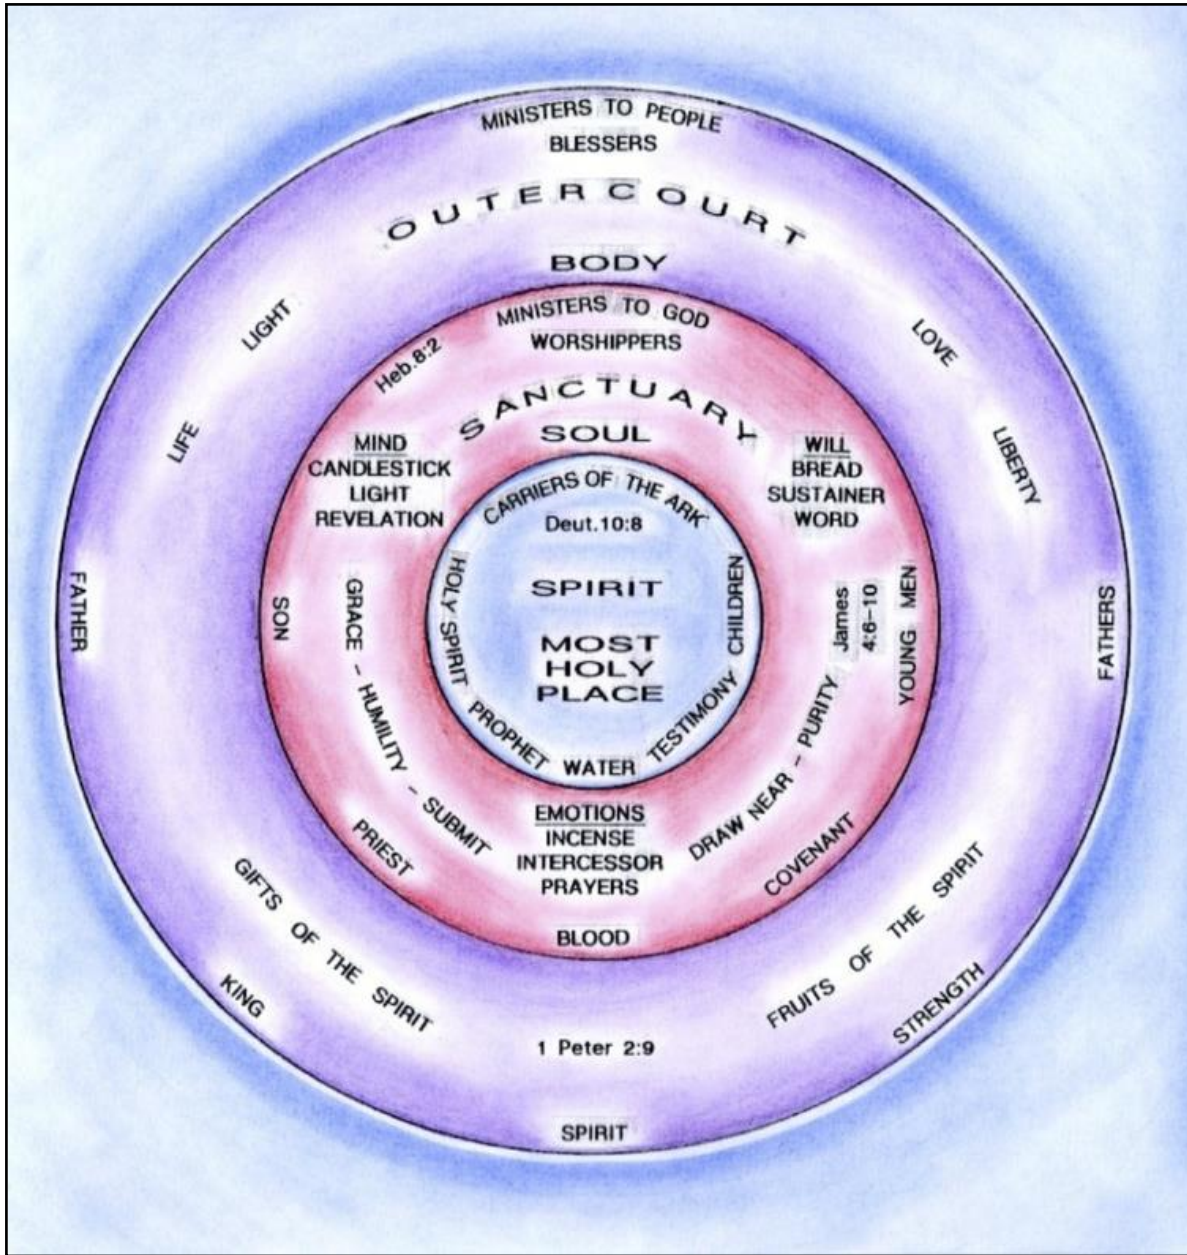 MINISTERS TO PEOPLE
BLESSERS
OUTER COURT
BODY
LIGHT
LIFE
LOVE
LIBERTY
FATHER
FATHERS
GIFTS OF THE SPIRIT
FRUITS OF THE SPIRIT
KING
STRENGTH
1 Peter 2:9
SPIRIT
MINISTERS TO GOD
WORSHIPPERS
Heb.8:2
SANCTUARY
SOUL
MIND
CANDLESTICK
LIGHT
REVELATION
WILL
BREAD
SUSTAINER
WORD
SON
GRACE - HUMILITY - SUBMIT
DRAW NEAR - PURITY
James
4:6-10
YOUNG MEN
PRIEST
COVENANT
EMOTIONS
INCENSE
INTERCESSOR
PRAYERS
BLOOD
CARRIERS OF THE ARK
Deut.10:8
SPIRIT
MOST
HOLY
PLACE
HOLY SPIRIT
CHILDREN
PROPHET
WATER
TESTIMONY